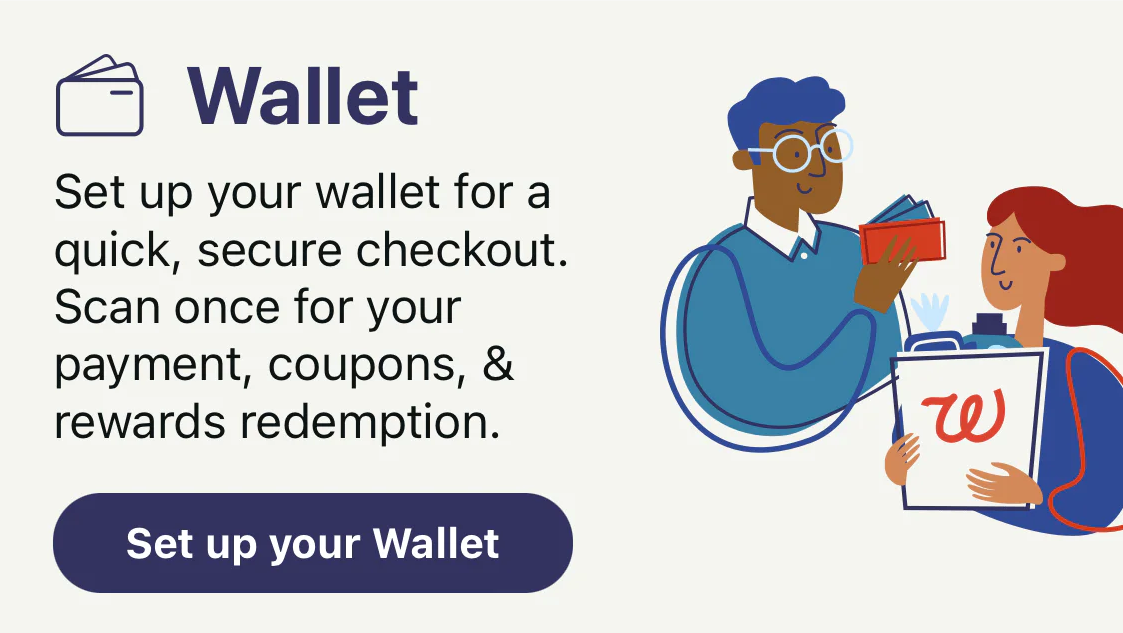 Wallet
Set up your wallet for a
quick, secure checkout.
Scan once for your
payment, coupons, &
rewards redemption.
W
Set up your Wallet